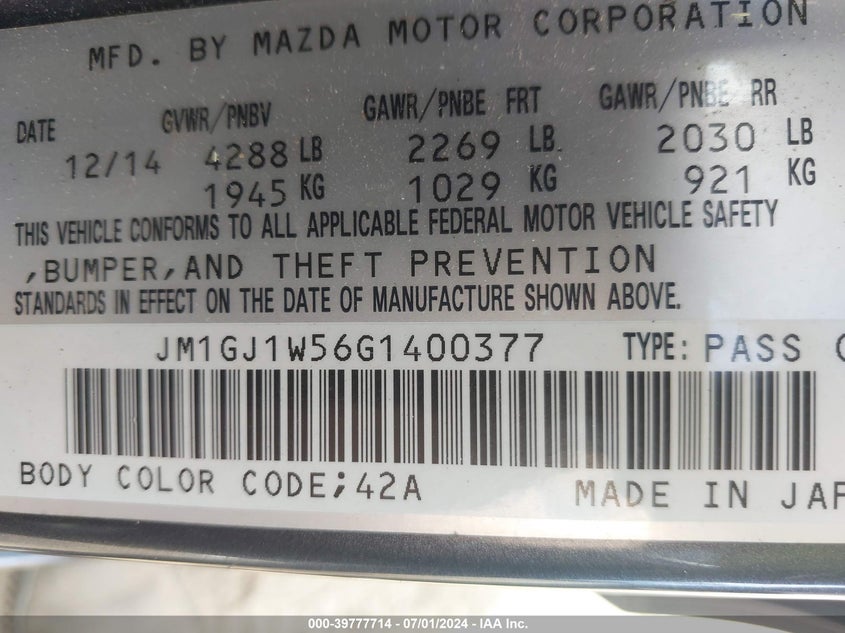 MFD. BY MAZDA MOTOR CORPORATION
DATE GVWR/PNBV GAWR/PNBE FRT GAWR/PNBE RR
12/14 4288 LB 2269 LB. 2030 LB
1945 KG 1029 KG 921 KG
THIS VEHICLE CONFORMS TO ALL APPLICABLE FEDERAL MOTOR VEHICLE SAFETY
,BUMPER,AND THEFT PREVENTION
STANDARDS IN EFFECT ON THE DATE OF MANUFACTURE SHOWN ABOVE.
JM1GJ1W56G1400377 TYPE: PASS C
BODY COLOR CODE;42A MADE IN JAP
000-39777714 - 07/01/2024 - IAA Inc.